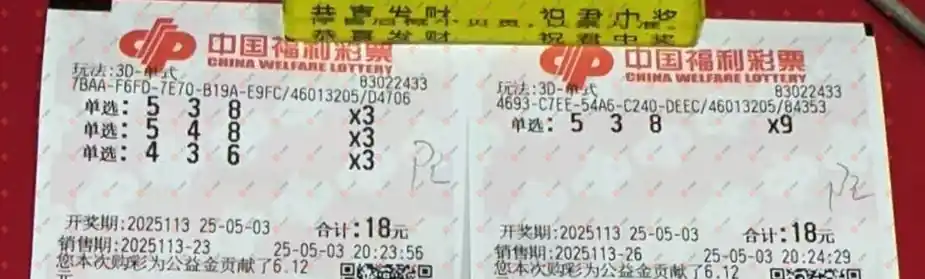 恭喜发财 祝君中奖
中国福利彩票
CHINA WELFARE LOTTERY
玩法:3D-单式 83022433
7BAA-F6FD-7E70-B19A-E9FC/46013205/D4706
单选: 5 3 8 x3
单选: 5 4 8 x3
单选: 4 3 6 x3
开奖期:2025113 25-05-03 合计:18元
销售期:2025113-23 25-05-03 20:23:56
您本次购彩为公益金贡献了6.12
元
中国福利彩票
CHINA WELFARE LOTTERY
玩法:3D-单式 83022433
4693-C7EE-54A6-C240-DEEC/46013205/84353
单选: 5 3 8 x9
开奖期:2025113 25-05-03 合计:18元
销售期:2025113-26 25-05-03 20:24:29
您本次购彩为公益金贡献了6.12